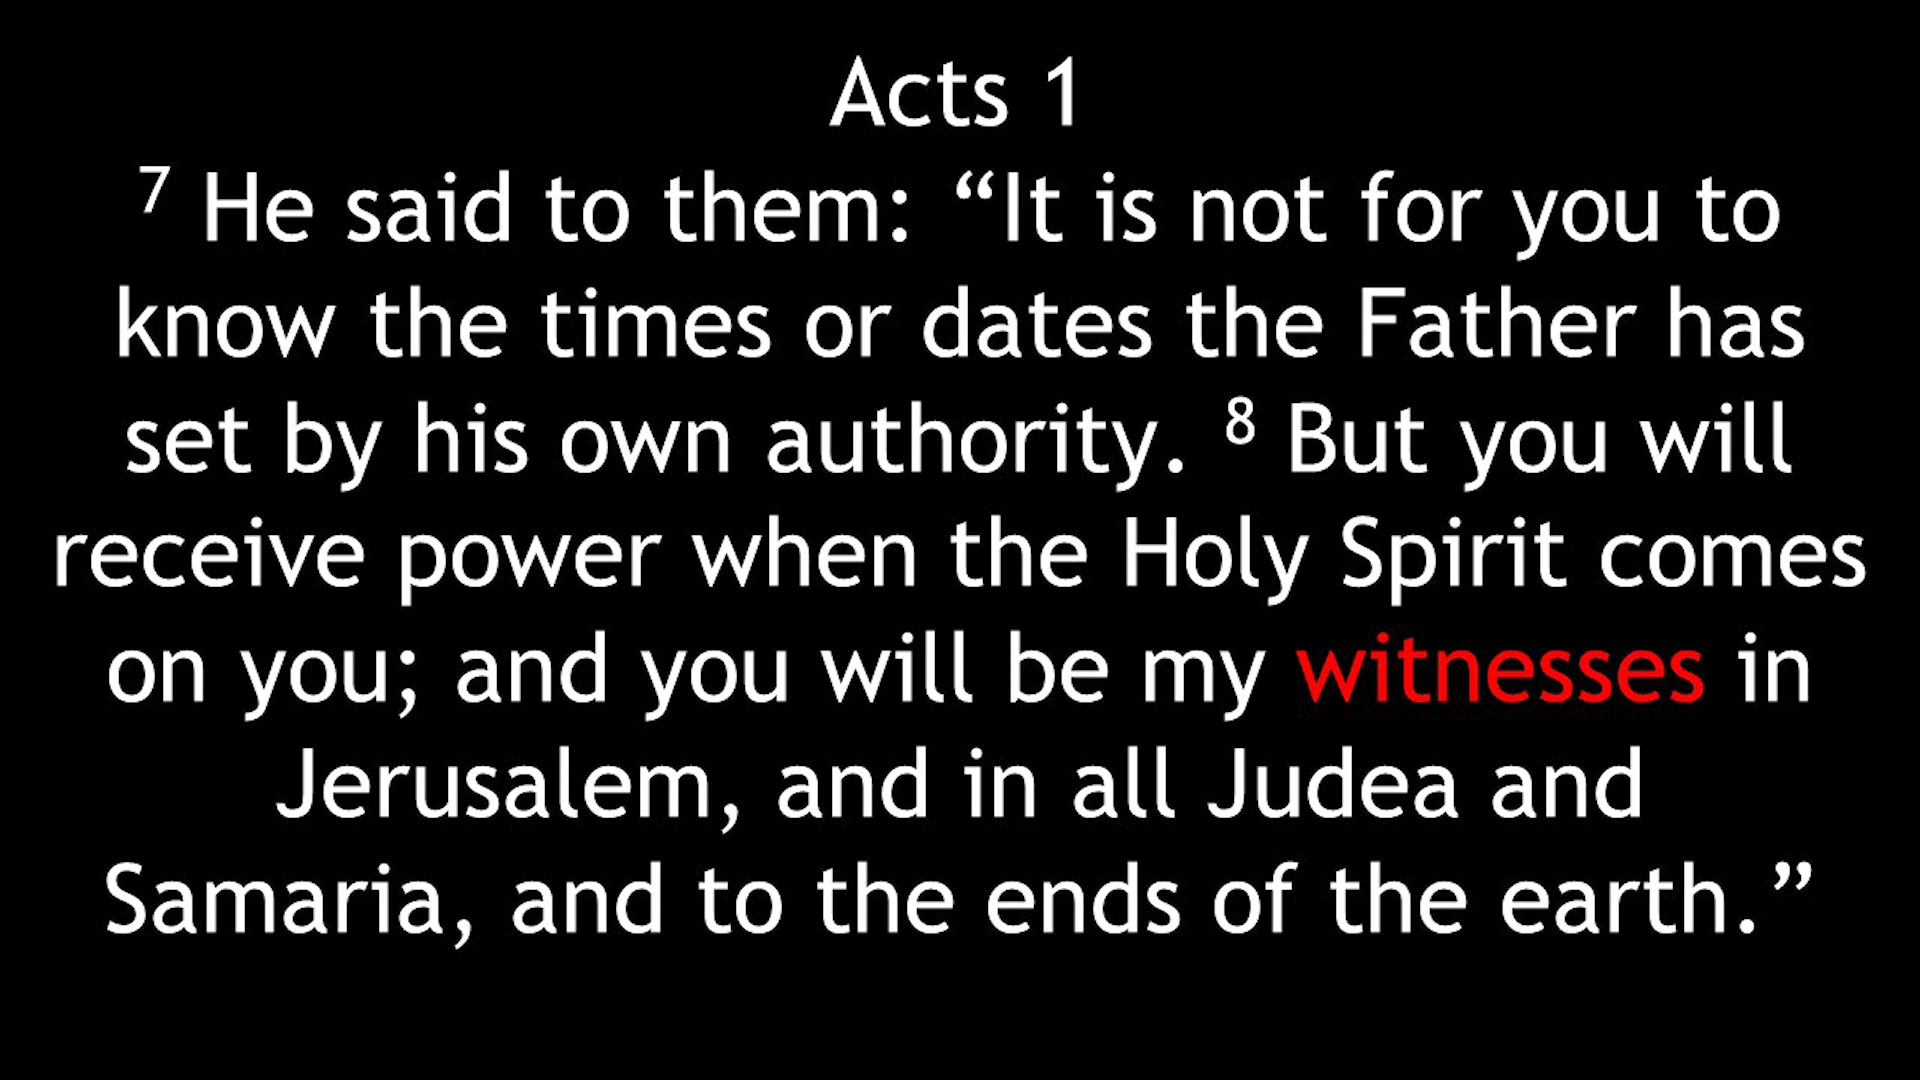 Acts 1
⁷ He said to them: “It is not for you to
know the times or dates the Father has
set by his own authority. ⁸ But you will
receive power when the Holy Spirit comes
on you; and you will be my witnesses in
Jerusalem, and in all Judea and
Samaria, and to the ends of the earth.”